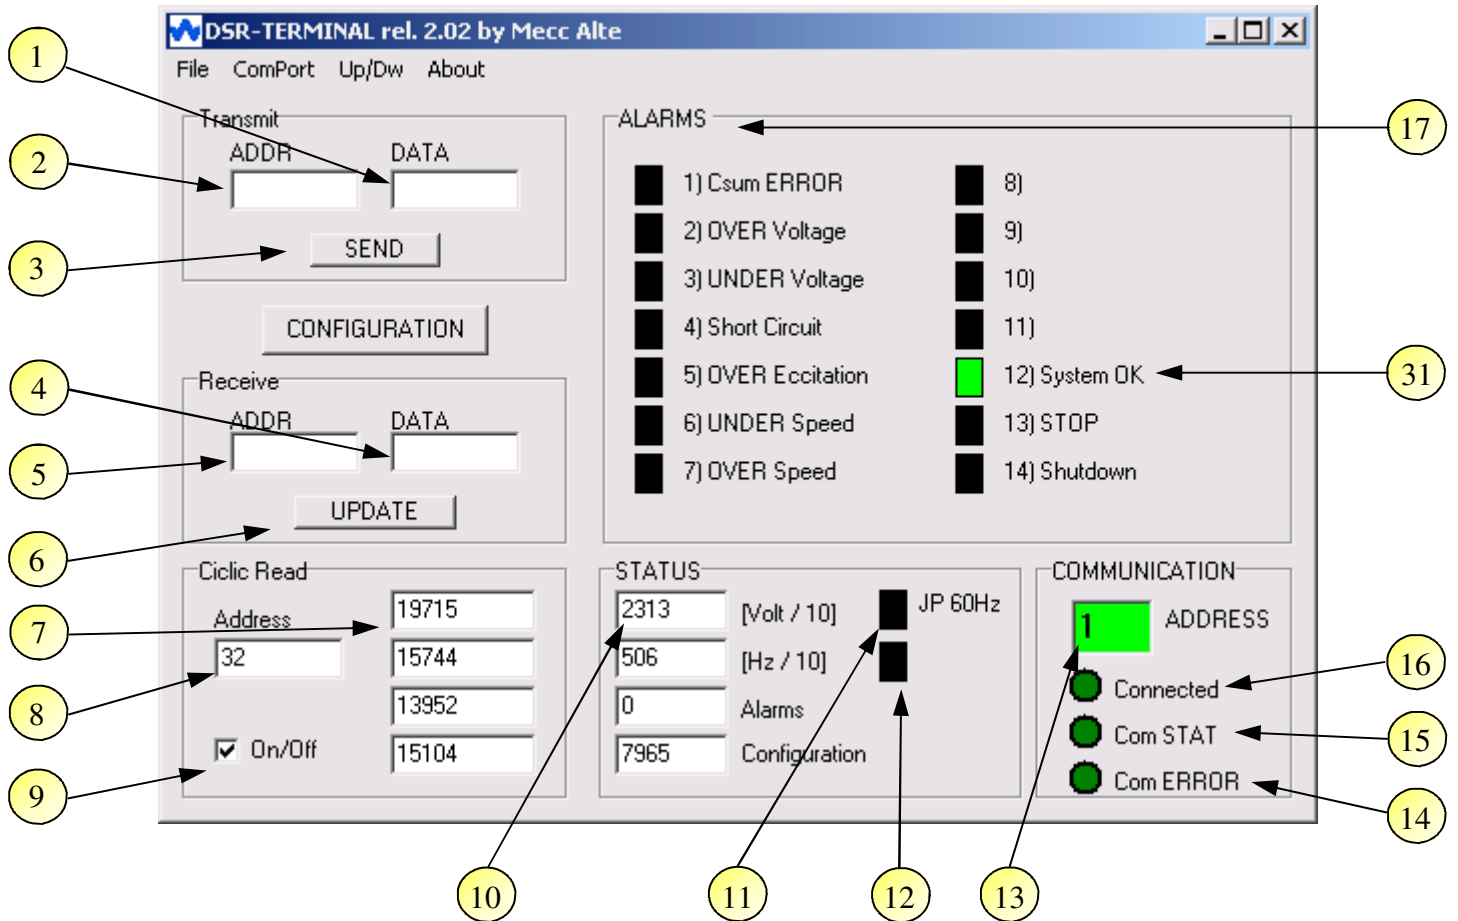 DSR-TERMINAL rel. 2.02 by Mecc Alte
File ComPort Up/Dw About
Transmit
ADDR DATA
SEND
CONFIGURATION
Receive
ADDR DATA
UPDATE
Ciclic Read
Address
32
On/Off
19715
15744
13952
15104
ALARMS
1) Csum ERROR
2) OVER Voltage
3) UNDER Voltage
4) Short Circuit
5) OVER Eccitation
6) UNDER Speed
7) OVER Speed
8)
9)
10)
11)
12) System OK
13) STOP
14) Shutdown
STATUS
2313 [Volt / 10] JP 60Hz
506 [Hz / 10]
0 Alarms
7965 Configuration
COMMUNICATION
1 ADDRESS
Connected
Com STAT
Com ERROR
1
2
3
4
5
6
7
8
9
10
11
12
13
14
15
16
31
17